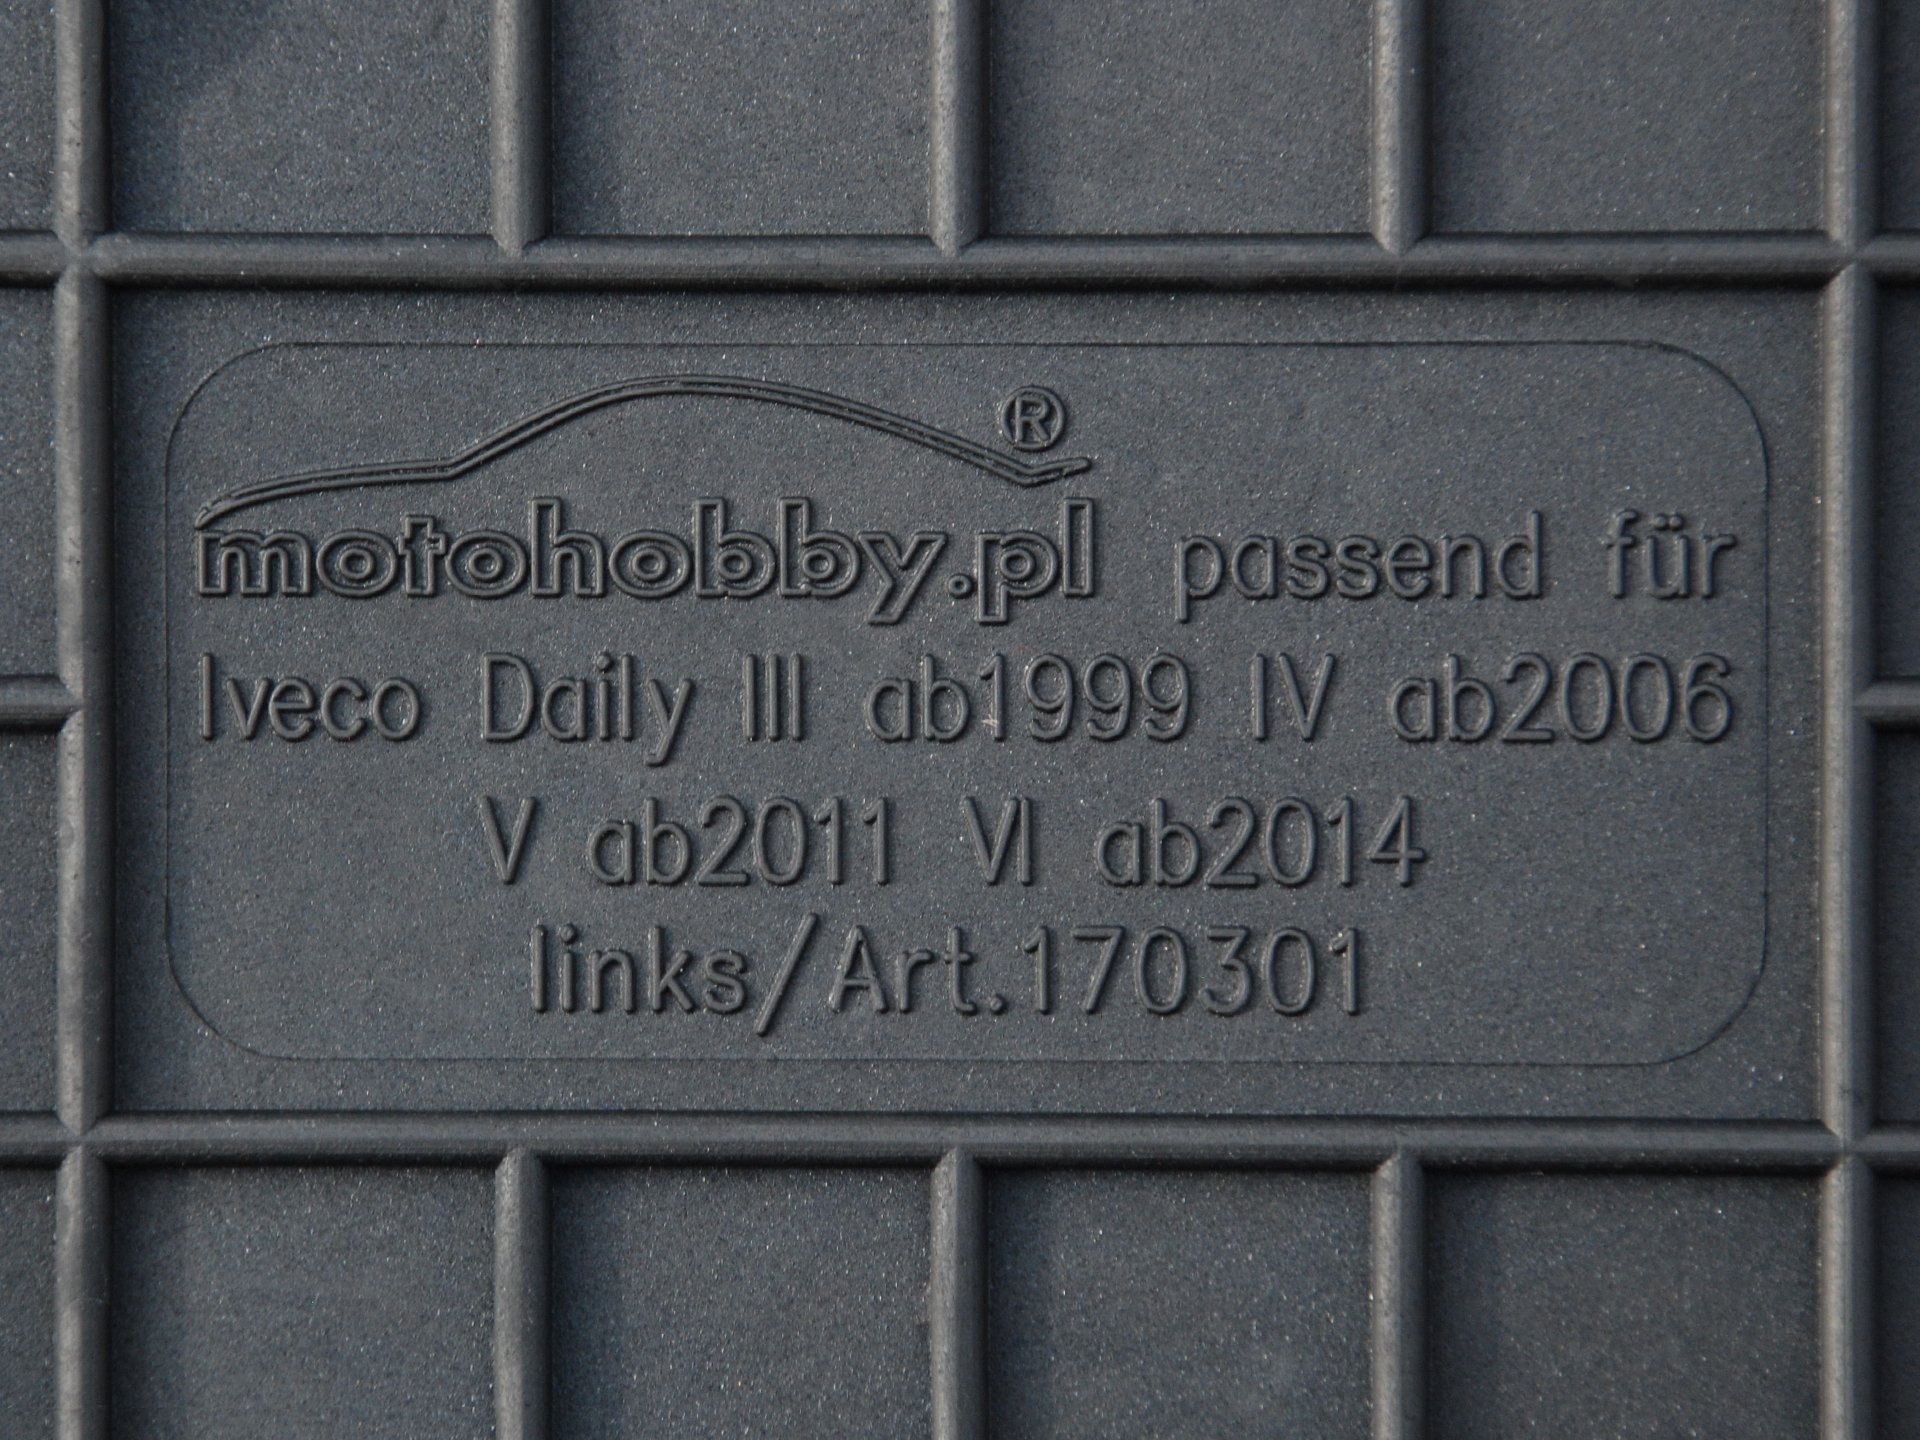 motohobby.pl® passend für
Iveco Daily III ab1999 IV ab2006
V ab2011 VI ab2014
links/Art.170301